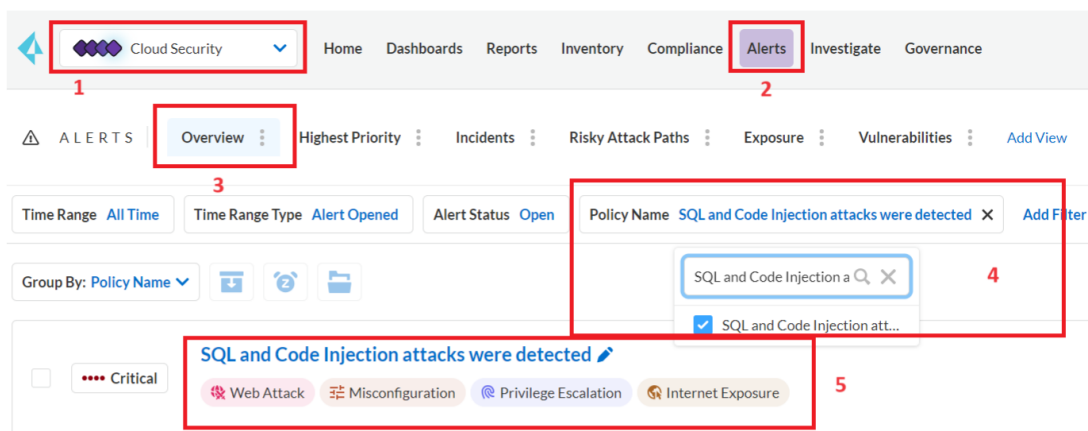 Cloud Security Home Dashboards Reports Inventory Compliance Alerts Investigate Governance
1
2
ALERTS Overview Highest Priority Incidents Risky Attack Paths Exposure Vulnerabilities Add View
3
Time Range All Time Time Range Type Alert Opened Alert Status Open Policy Name SQL and Code Injection attacks were detected Add Filter
Group By: Policy Name
SQL and Code Injection a
4
SQL and Code Injection att...
SQL and Code Injection attacks were detected
Critical
Web Attack Misconfiguration Privilege Escalation Internet Exposure
5